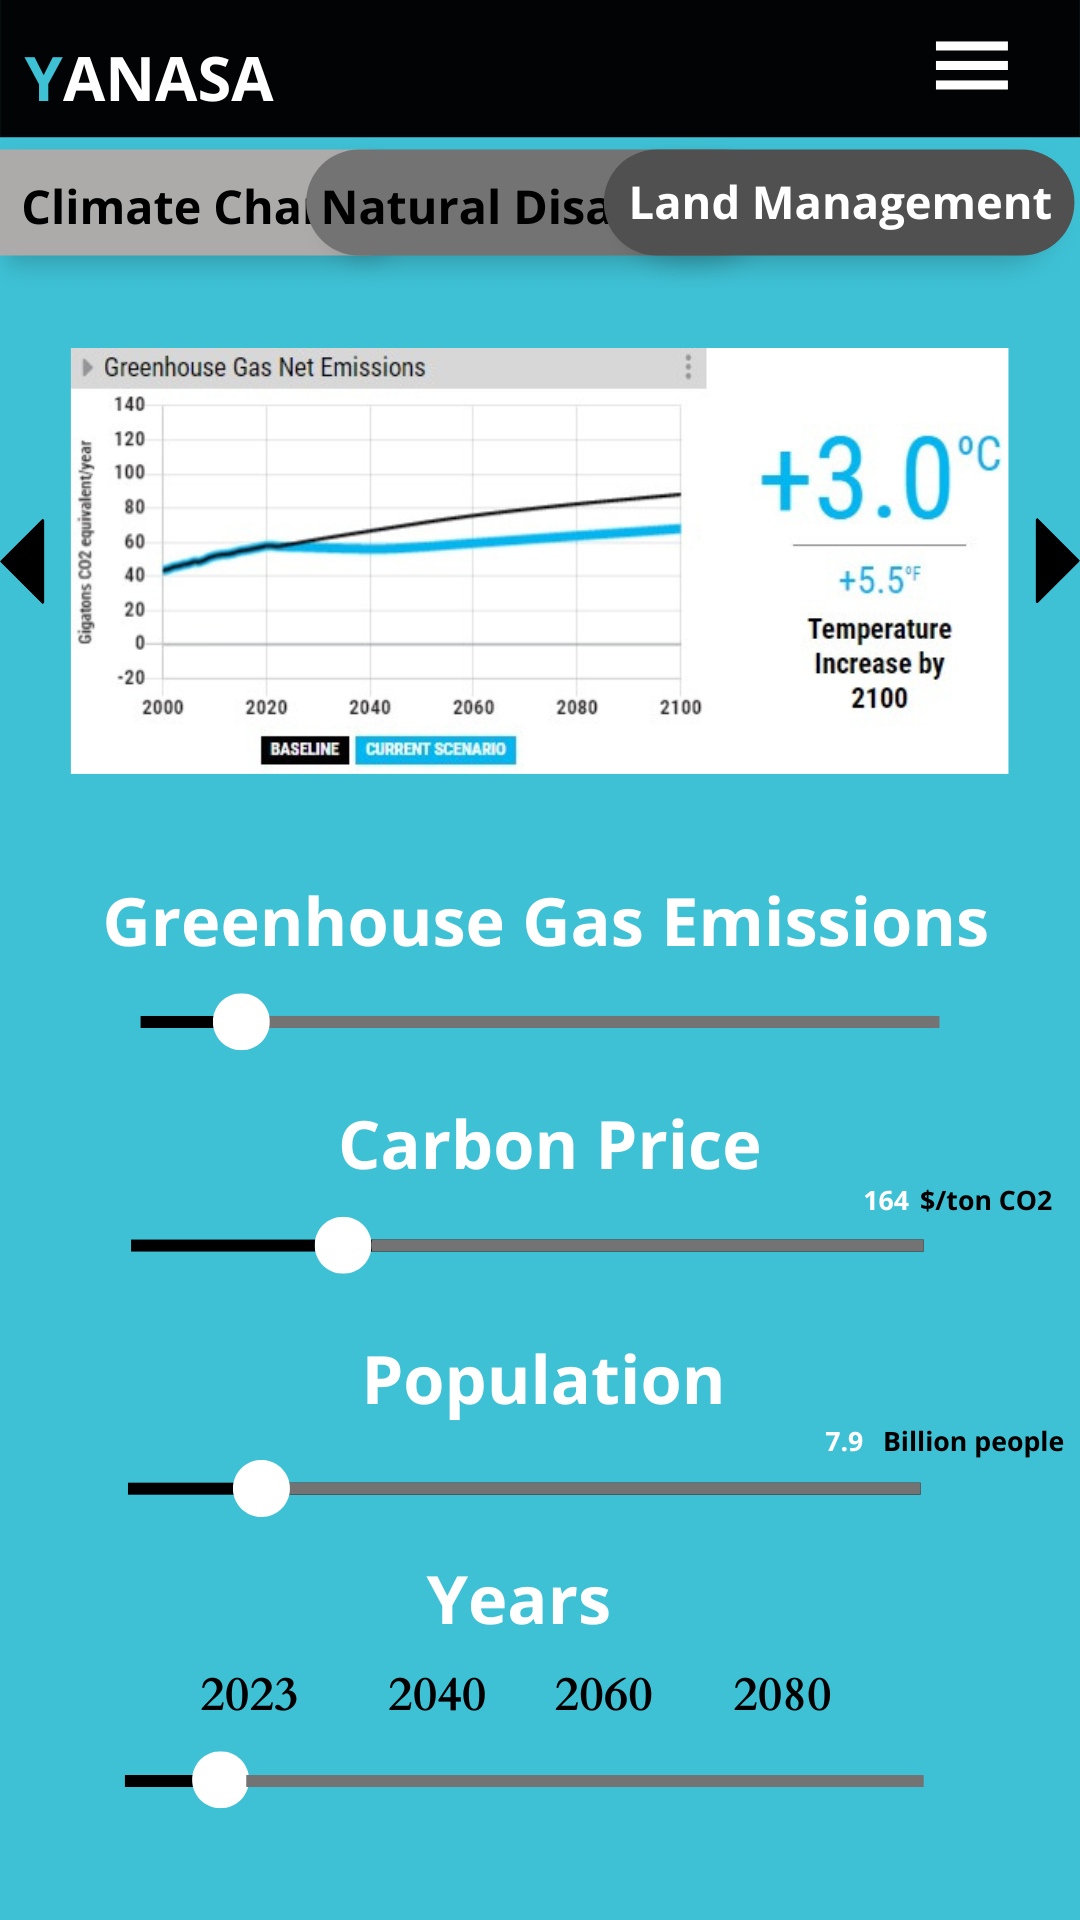 YANASA
Climate Cha
Natural Disa
Land Management
Greenhouse Gas Net Emissions
Gigatons CO2 equivalent/year
140
120
100
80
60
40
20
0
-20
2000 2020 2040 2060 2080 2100
BASELINE CURRENT SCENARIO
+3.0°C
+5.5°F
Temperature
Increase by
2100
Greenhouse Gas Emissions
Carbon Price
164 $/ton CO2
Population
7.9 Billion people
Years
2023 2040 2060 2080